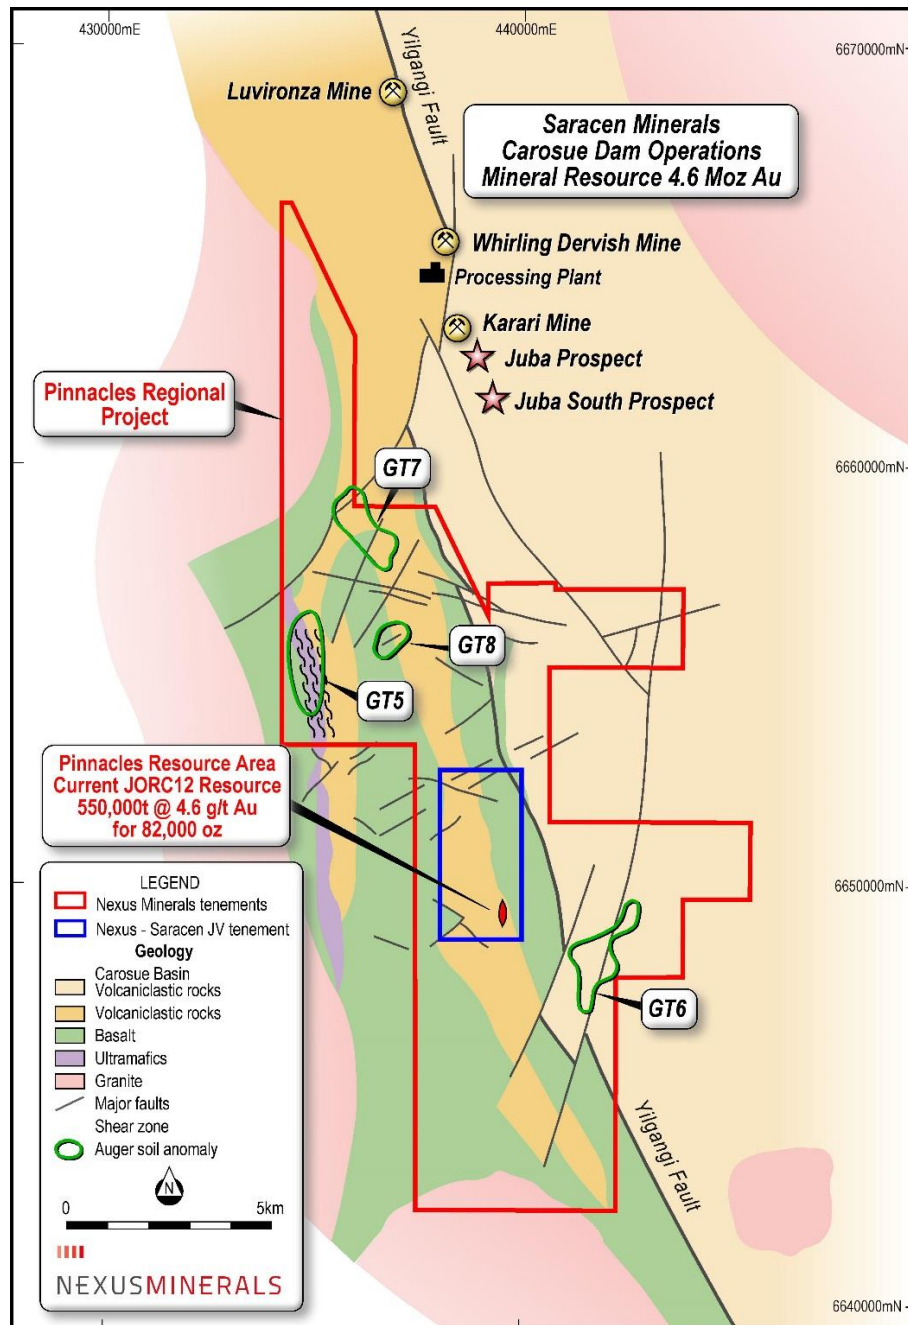 430000mE
440000mE
6670000mN
Yilgangi Fault
Luvironza Mine
Saracen Minerals
Carosue Dam Operations
Mineral Resource 4.6 Moz Au
Whirling Dervish Mine
Processing Plant
Karari Mine
Juba Prospect
Juba South Prospect
Pinnacles Regional
Project
GT7
6660000mN
GT8
GT5
Pinnacles Resource Area
Current JORC12 Resource
550,000t @ 4.6 g/t Au
for 82,000 oz
6650000mN
GT6
Yilgangi Fault
LEGEND
Nexus Minerals tenements
Nexus - Saracen JV tenement
Geology
Carosue Basin
Volcaniclastic rocks
Volcaniclastic rocks
Basalt
Ultramafics
Granite
Major faults
Shear zone
Auger soil anomaly
N
0 5km
NEXUSMINERALS
6640000mN